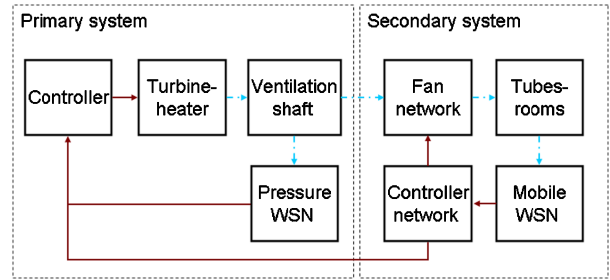 Primary system
Secondary system
Controller
Turbine-
heater
Ventilation
shaft
Fan
network
Tubes-
rooms
Pressure
WSN
Controller
network
Mobile
WSN